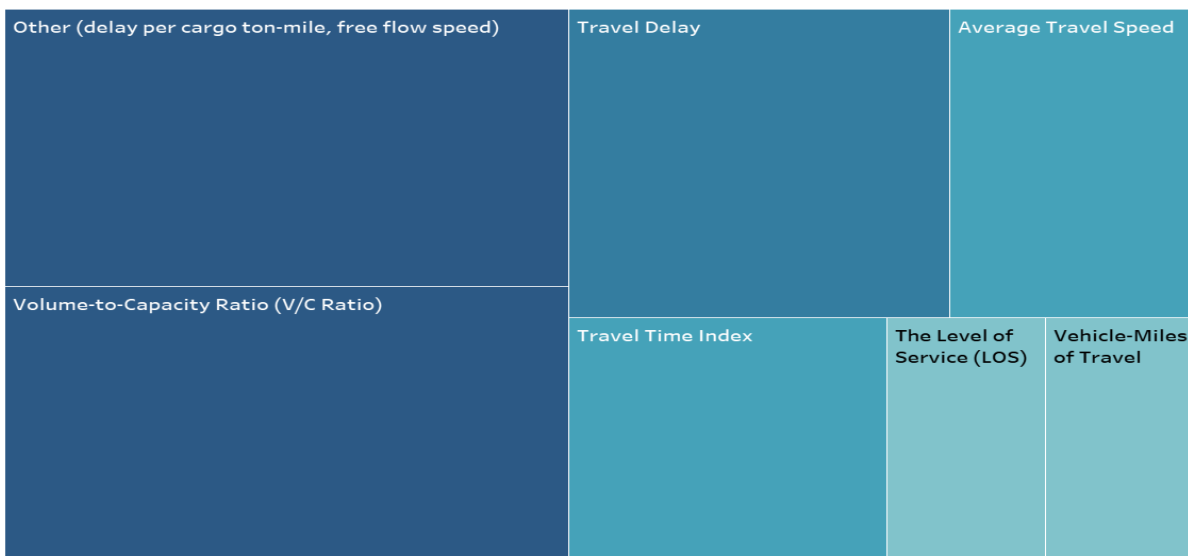 Other (delay per cargo ton-mile, free flow speed)
Travel Delay
Average Travel Speed
Volume-to-Capacity Ratio (V/C Ratio)
Travel Time Index
The Level of
Service (LOS)
Vehicle-Miles
of Travel